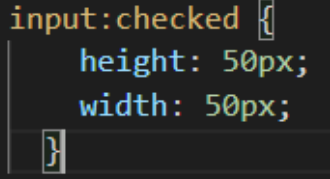 input:checked {
    height: 50px;
    width: 50px;
  }